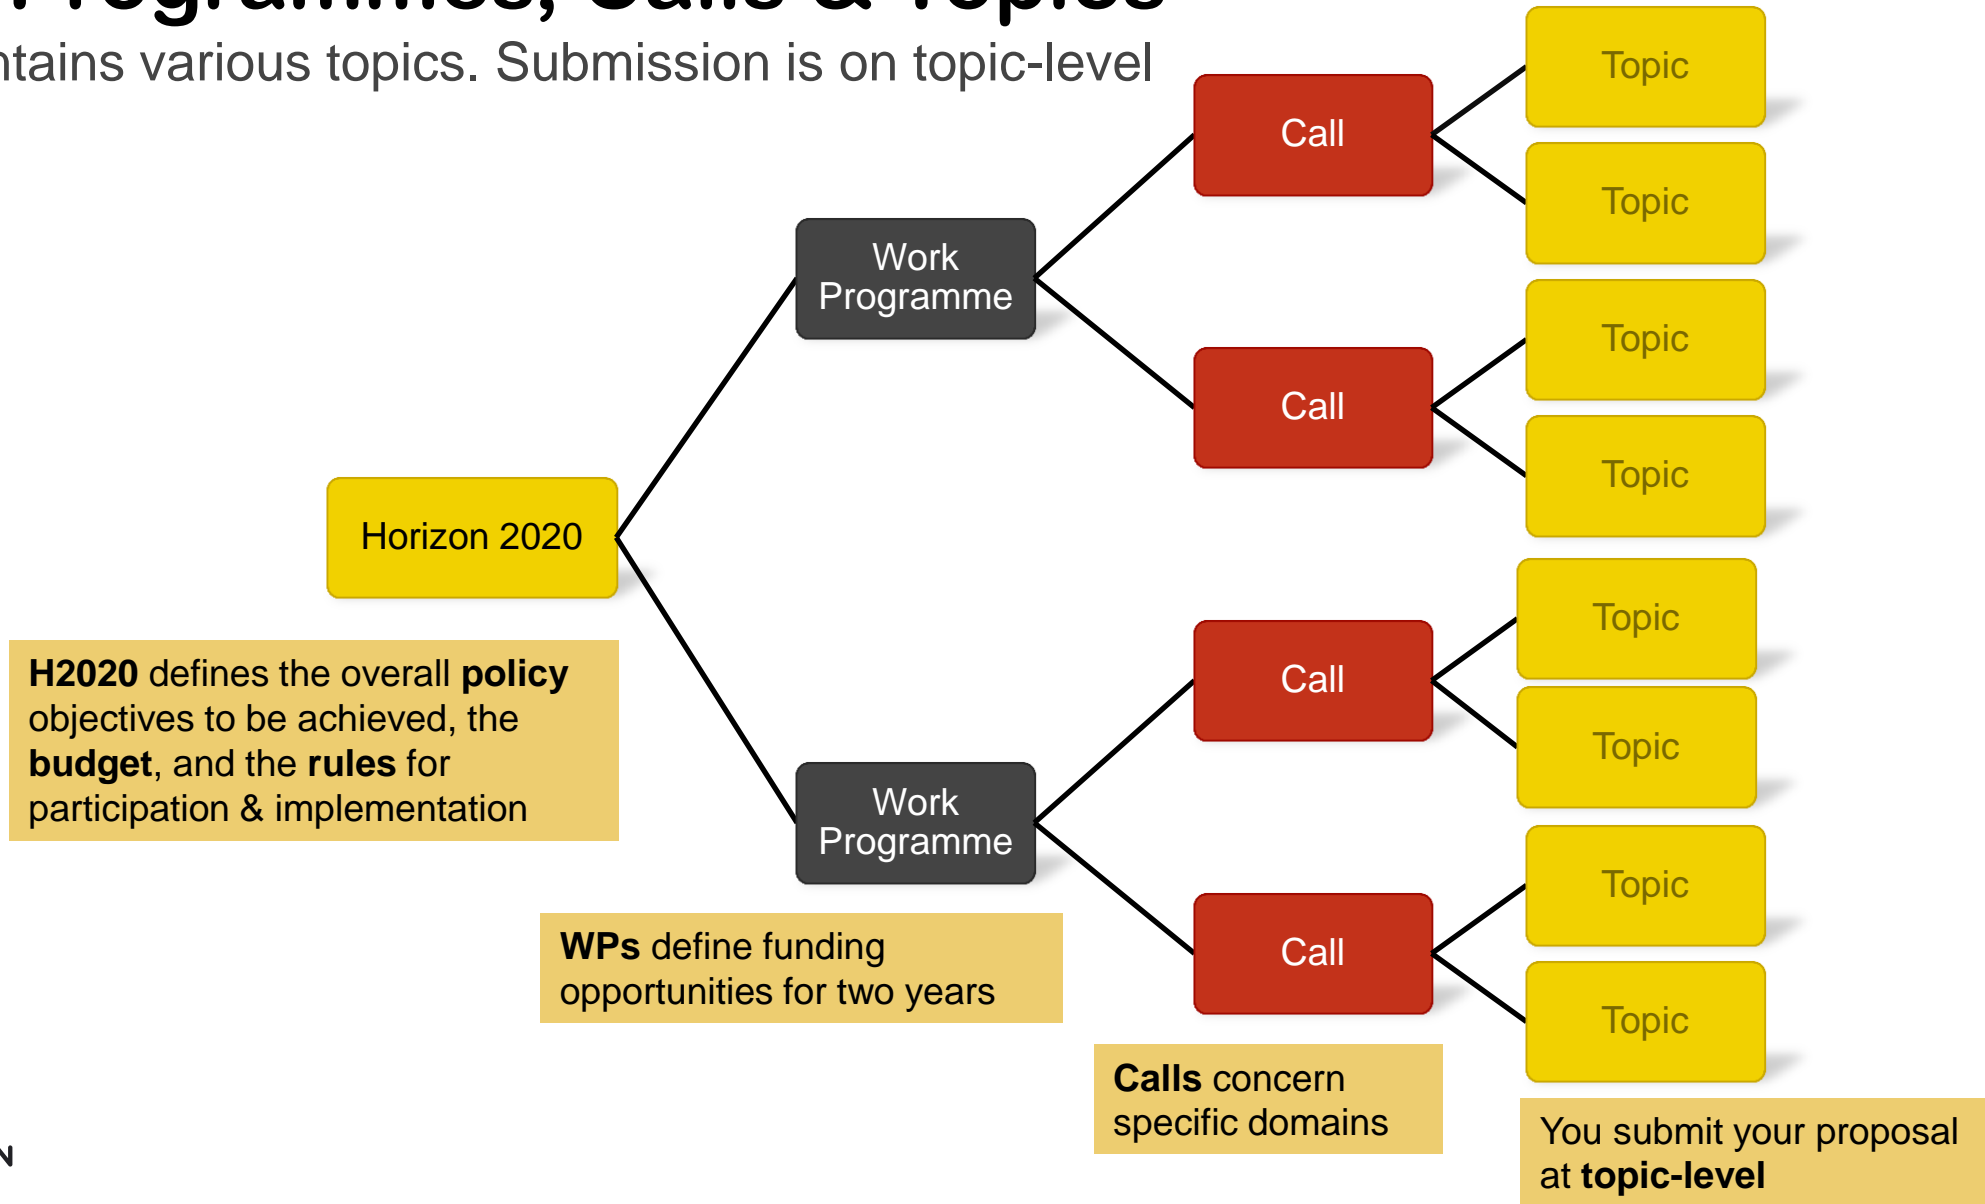 Programmes, Calls & Topics
ntains various topics. Submission is on topic-level
Topic
Call
Topic
Work
Programme
Topic
Call
Topic
Horizon 2020
Topic
H2020 defines the overall policy
objectives to be achieved, the
budget, and the rules for
participation & implementation
Call
Topic
Work
Programme
Topic
WPs define funding
opportunities for two years
Call
Topic
Calls concern
specific domains
You submit your proposal
at topic-level